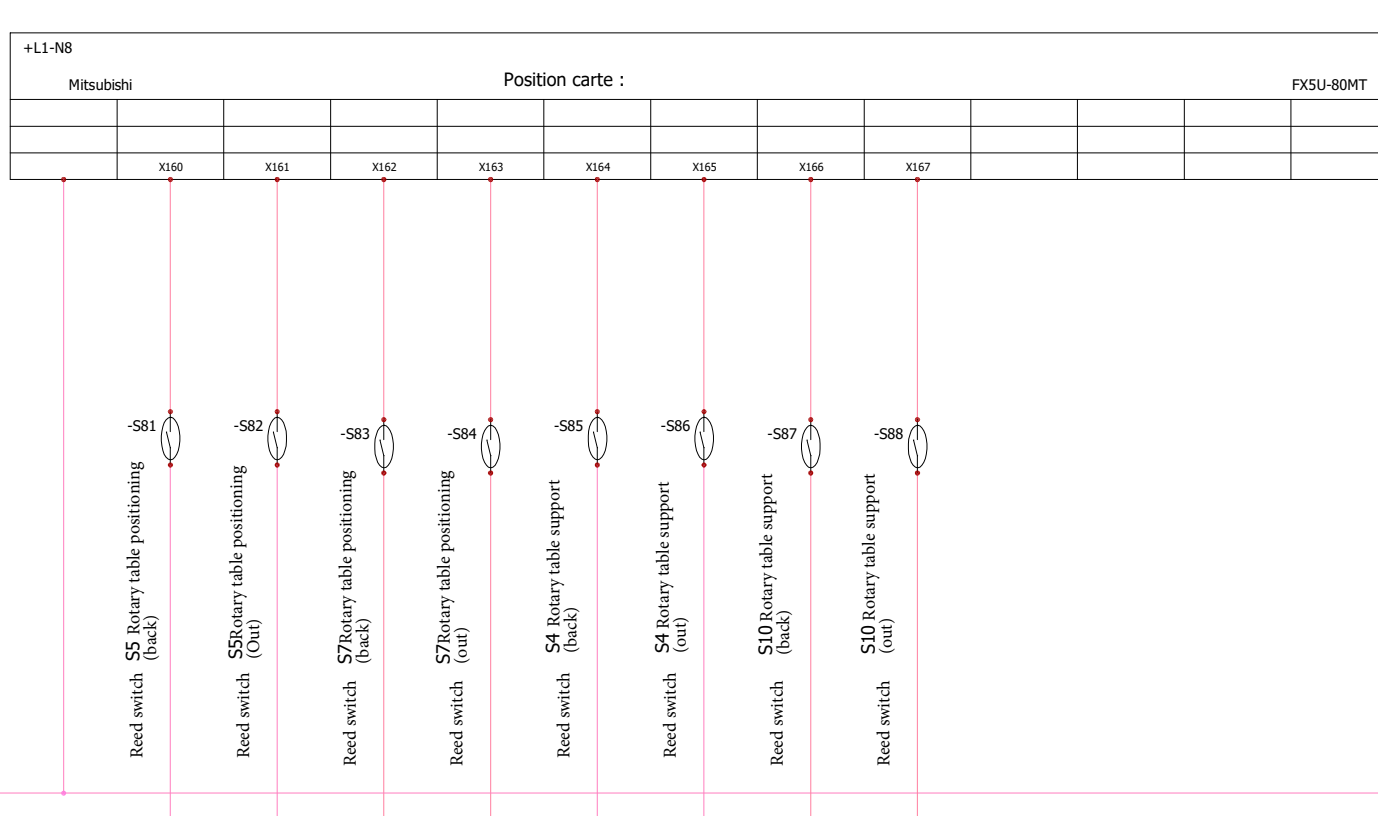 +L1-N8
Mitsubishi
Position carte :
FX5U-80MT
X160
X161
X162
X163
X164
X165
X166
X167
-S81
-S82
-S83
-S84
-S85
-S86
-S87
-S88
Reed switch S5 Rotary table positioning
(back)
Reed switch S5Rotary table positioning
(Out)
Reed switch S7Rotary table positioning
(back)
Reed switch S7Rotary table positioning
(out)
Reed switch S4 Rotary table support
(back)
Reed switch S4 Rotary table support
(out)
Reed switch S10 Rotary table support
(back)
Reed switch S10 Rotary table support
(out)